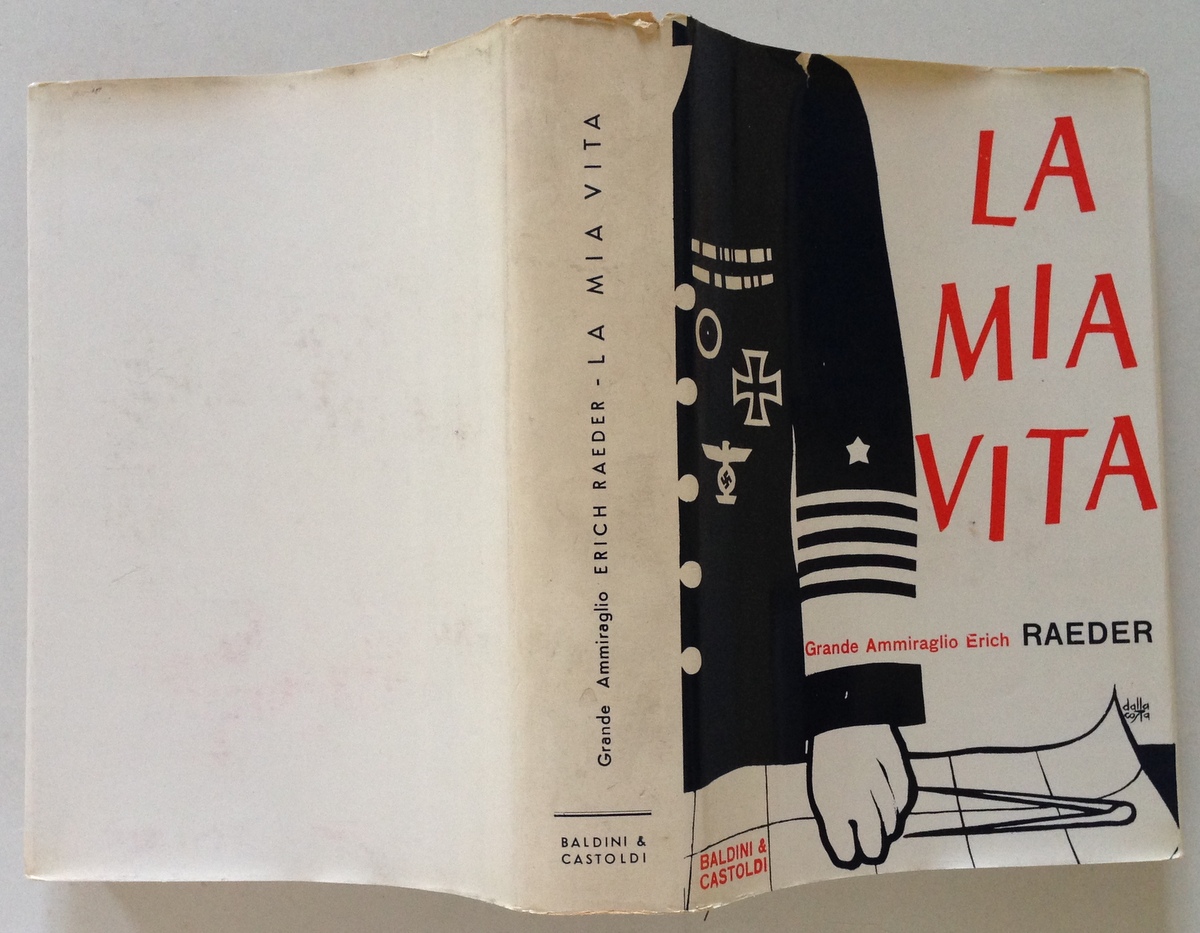 Grande Ammiraglio ERICH RAEDER - LA MIA VITA
BALDINI &
CASTOLDI
LA
MIA
VITA
Grande Ammiraglio Erich RAEDER
dalla
costa
BALDINI &
CASTOLDI